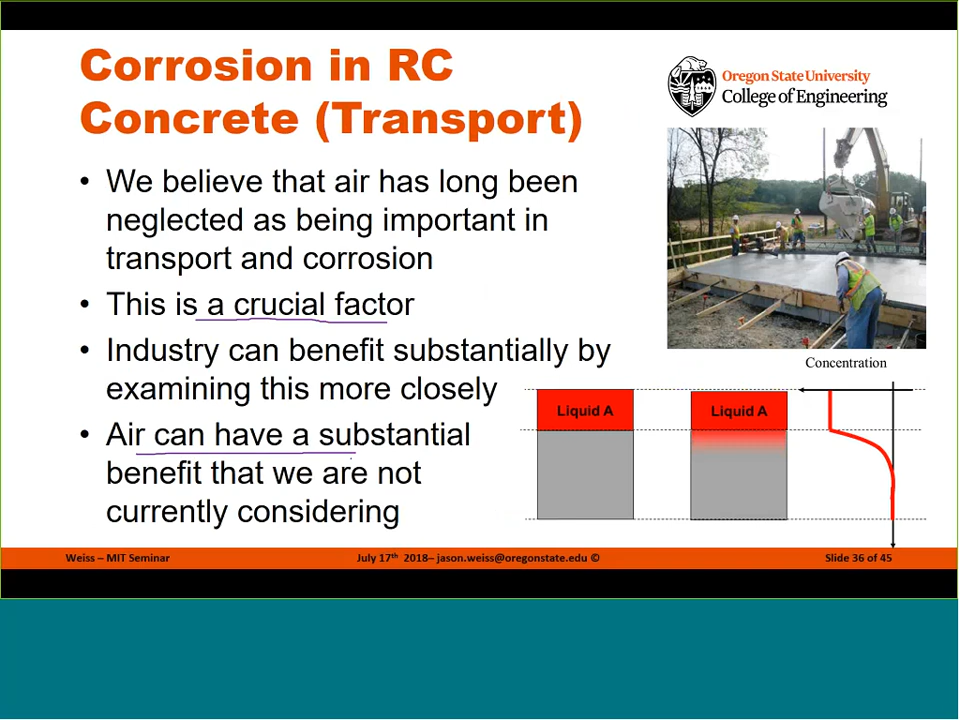 Corrosion in RC
Concrete (Transport)
Oregon State University
College of Engineering
• We believe that air has long been
neglected as being important in
transport and corrosion
• This is a crucial factor
• Industry can benefit substantially by
examining this more closely
• Air can have a substantial
benefit that we are not
currently considering
Concentration
Liquid A
Liquid A
Weiss – MIT Seminar
July 17th 2018– jason.weiss@oregonstate.edu ©
Slide 36 of 45